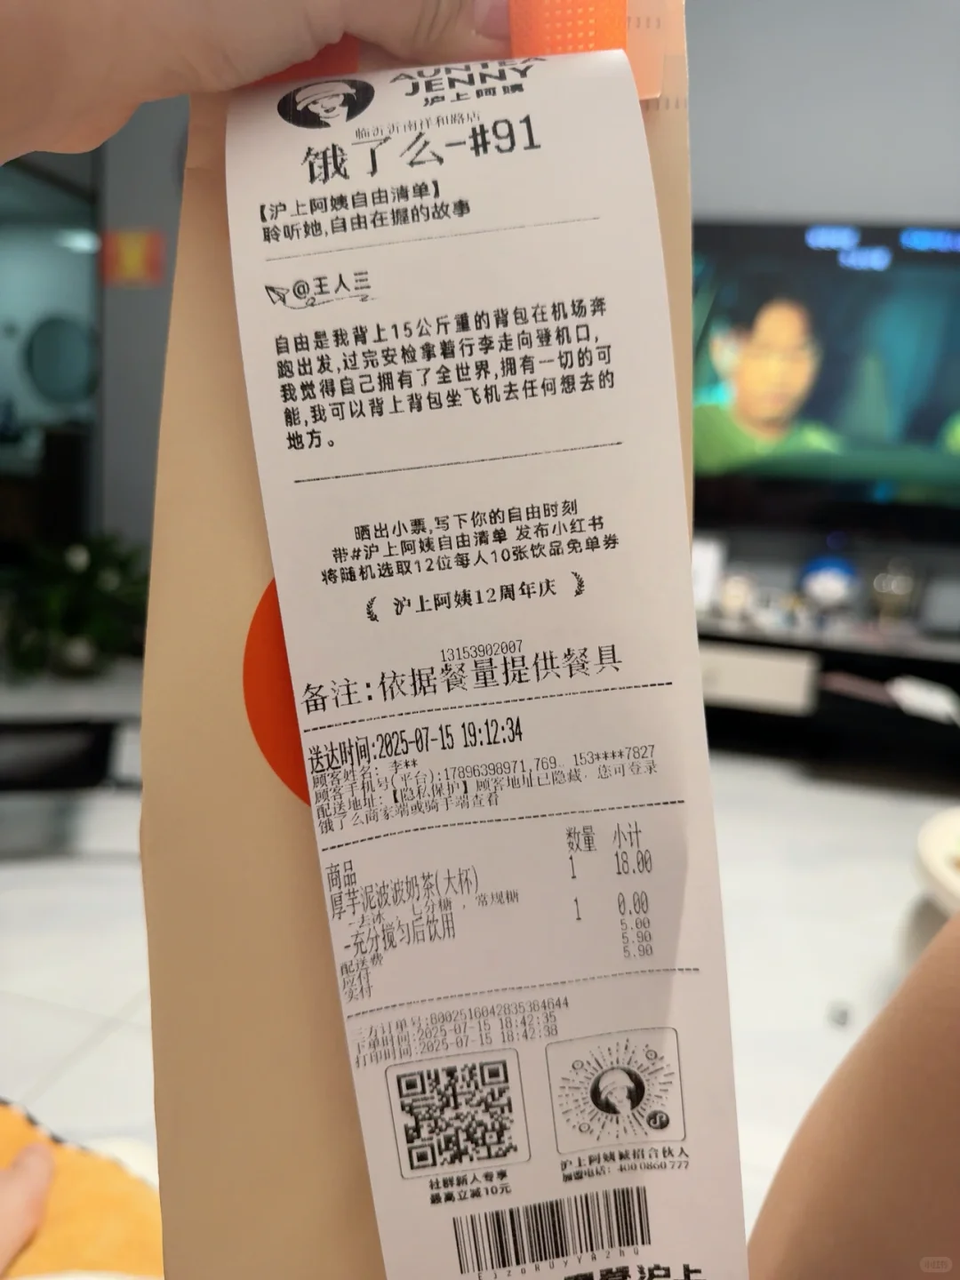 AUNTEA
JENNY
沪上阿姨
临沂沂南洋和路店
饿了么-#91
【沪上阿姨自由清单】
聆听她,自由在握的故事
@王人三
自由是我背上15公斤重的背包在机场奔
跑出发,过完安检拿着行李走向登机口,
我觉得自己拥有了全世界,拥有一切的可
能,我可以背上背包坐飞机去任何想去的
地方。
晒出小票,写下你的自由时刻
带#沪上阿姨自由清单 发布小红书
将随机选取12位每人10张饮品免单券
沪上阿姨12周年庆
13153902007
备注:依据餐量提供餐具
送达时间:2025-07-15 19:12:34
顾客姓名: 李**
顾客手机号(平台):17896398971,769.. 153****7827
配送地址:【隐私保护】顾客地址已隐藏,您可登录
饿了么商家端或骑手端查看
商品 数量 小计
厚芋泥波波奶茶(大杯) 1 18.00
-去冰, 七分糖, 常规糖
-充分搅匀后饮用 1 0.00
配送费 5.00
应付 5.90
实付 5.90
三方订单号:8002516042835384644
下单时间:2025-07-15 18:42:35
打印时间:2025-07-15 18:42:38
社群新人专享
最高立减10元
沪上阿姨诚招合伙人
加盟电话: 400 0860 777